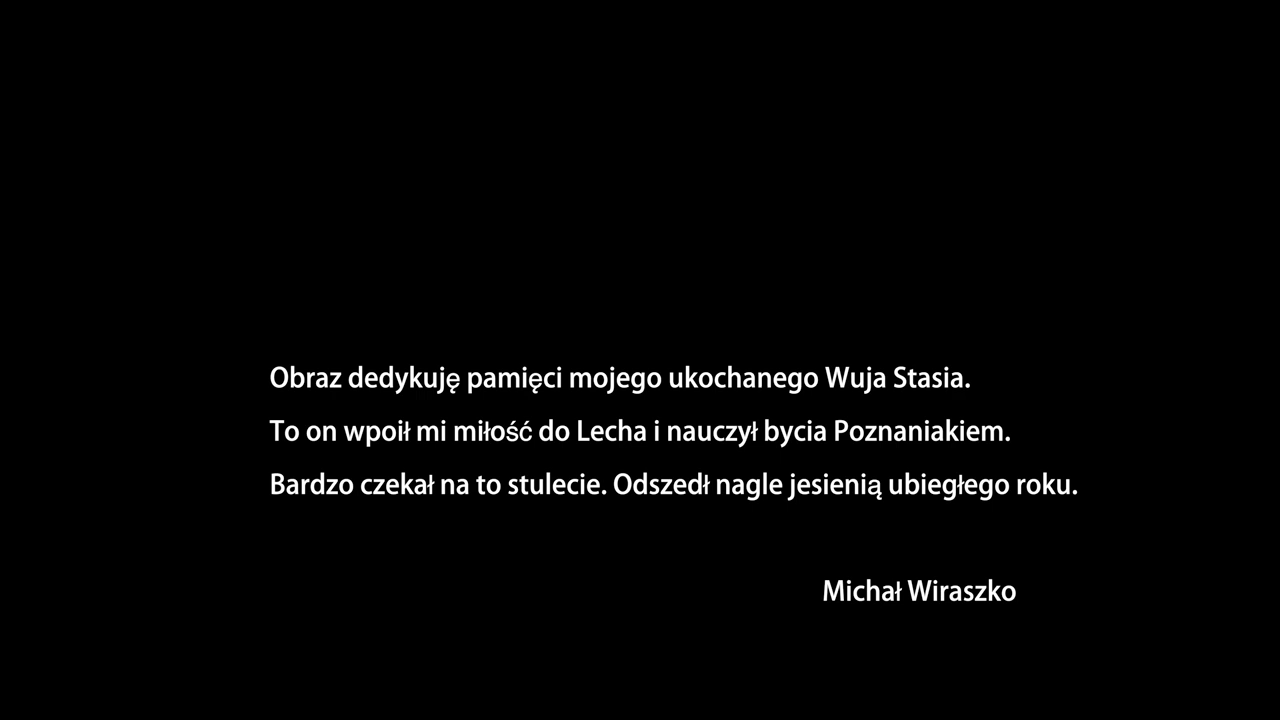 Obraz dedykuję pamięci mojego ukochanego Wuja Stasia.
To on wpoił mi miłość do Lecha i nauczył bycia Poznaniakiem.
Bardzo czekał na to stulecie. Odszedł nagle jesienią ubiegłego roku.
Michał Wiraszko